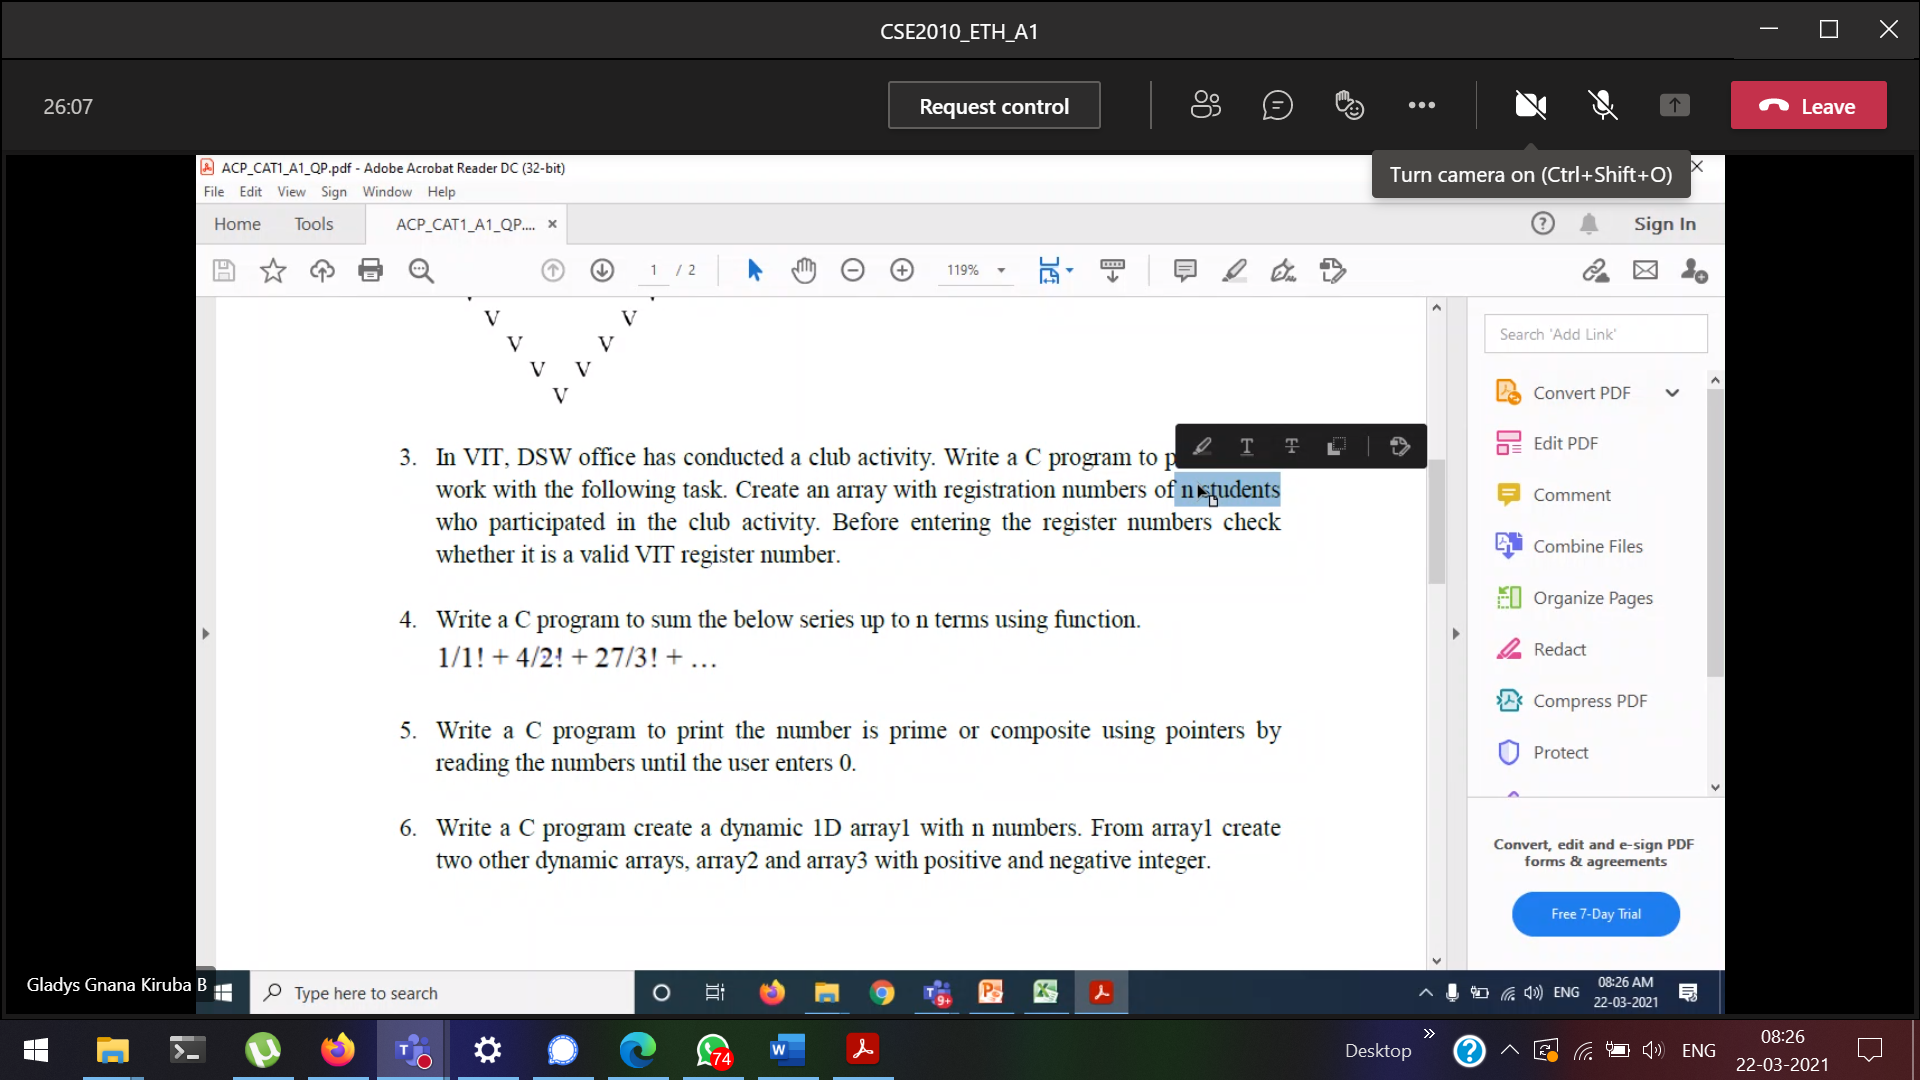 CSE2010_ETH_A1
26:07
Request control
Leave
Turn camera on (Ctrl+Shift+O)
ACP_CAT1_A1_QP.pdf - Adobe Acrobat Reader DC (32-bit)
File Edit View Sign Window Help
Home Tools ACP_CAT1_A1_QP....
Sign In
1 / 2
119%
V V
V V
V V
V
3. In VIT, DSW office has conducted a club activity. Write a C program to p
work with the following task. Create an array with registration numbers of n students
who participated in the club activity. Before entering the register numbers check
whether it is a valid VIT register number.
4. Write a C program to sum the below series up to n terms using function.
1/1! + 4/2! + 27/3! + ...
5. Write a C program to print the number is prime or composite using pointers by
reading the numbers until the user enters 0.
6. Write a C program create a dynamic 1D array1 with n numbers. From array1 create
two other dynamic arrays, array2 and array3 with positive and negative integer.
Search 'Add Link'
Convert PDF
Edit PDF
Comment
Combine Files
Organize Pages
Redact
Compress PDF
Protect
Convert, edit and e-sign PDF
forms & agreements
Free 7-Day Trial
Gladys Gnana Kiruba B
Type here to search
9+
ENG
08:26 AM
22-03-2021
74
Desktop
ENG
08:26
22-03-2021